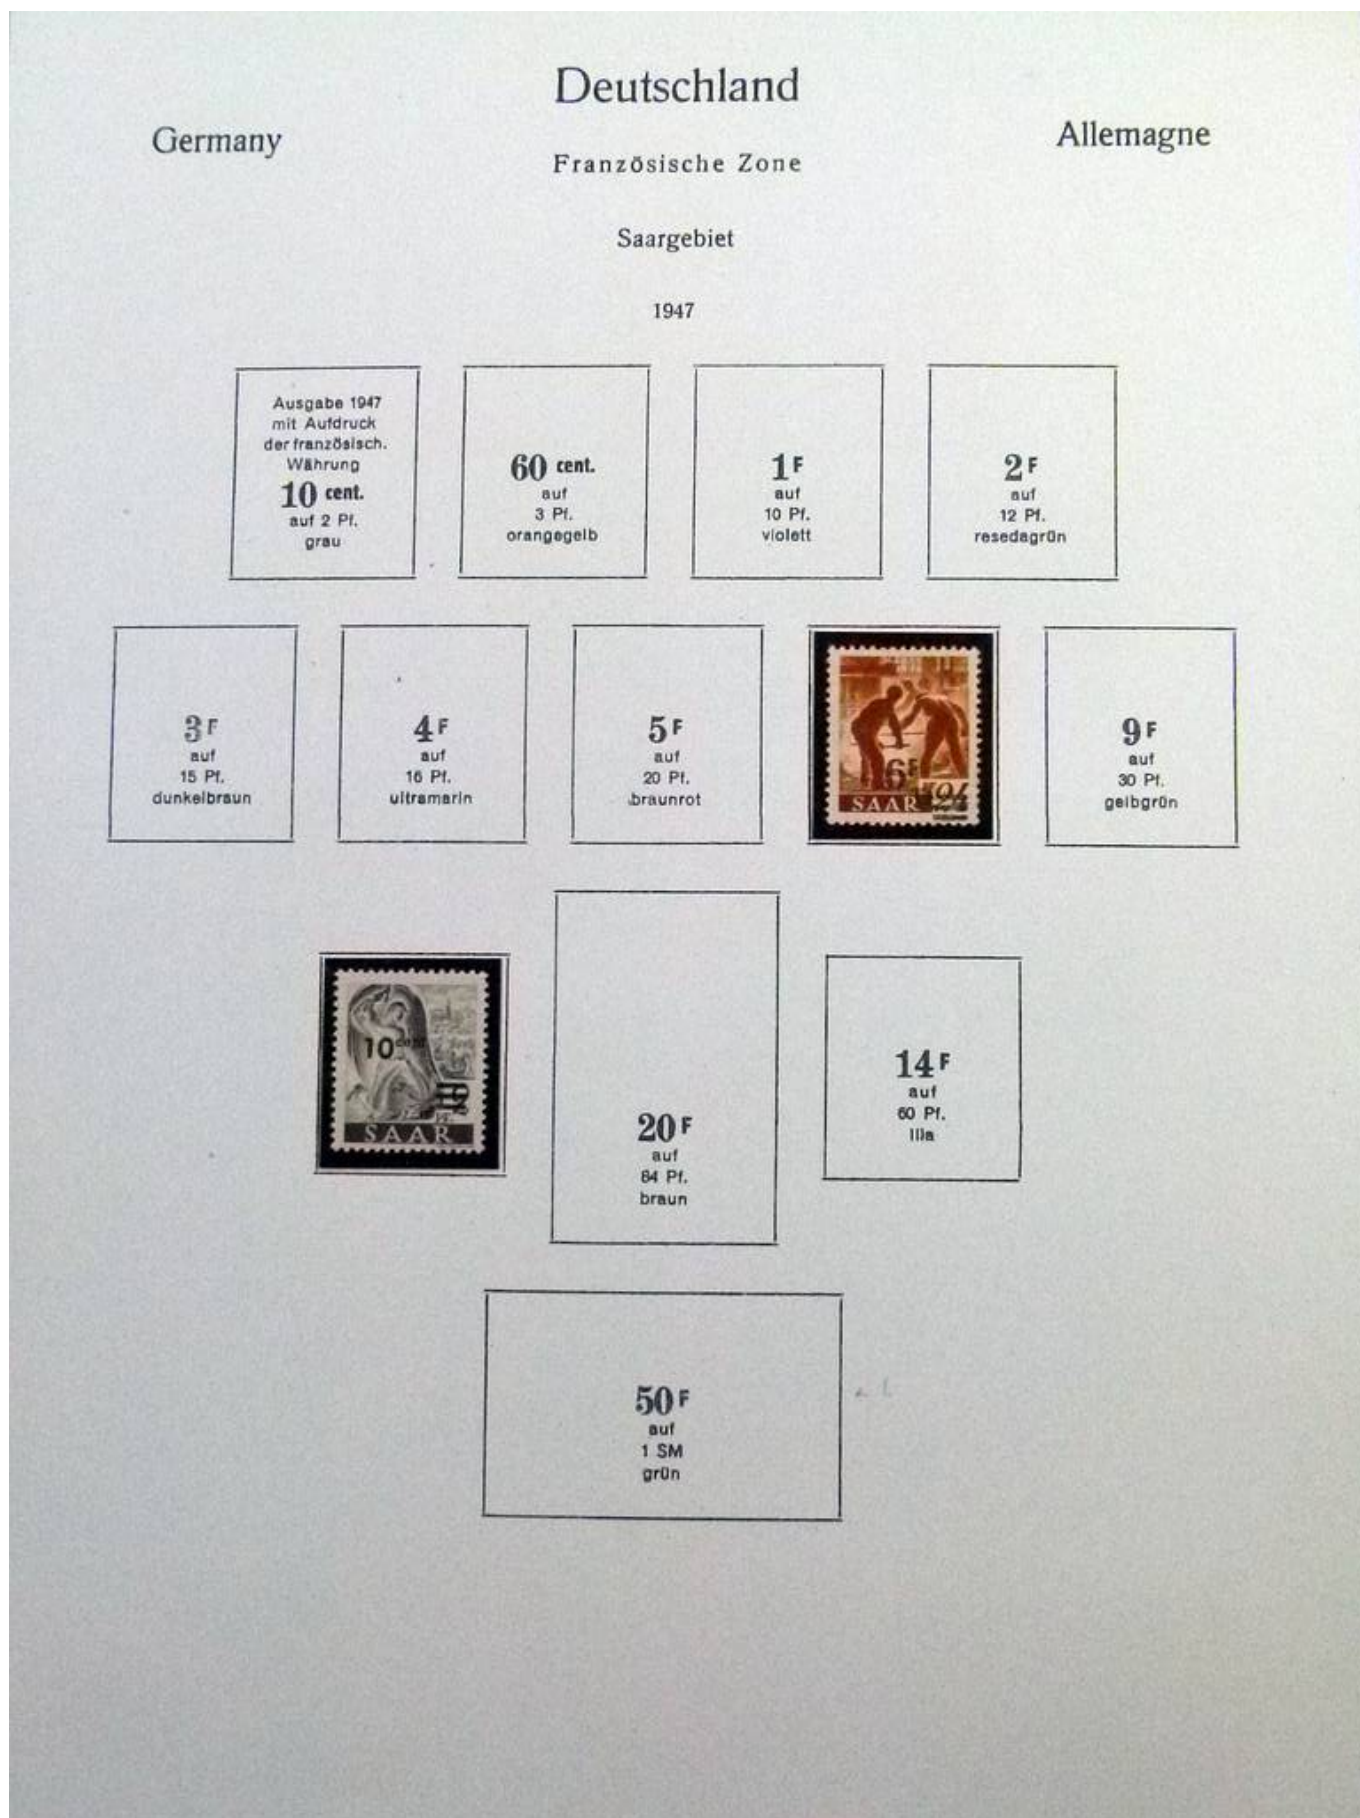 Deutschland
Germany
Allemagne
Französische Zone
Saargebiet
1947
Ausgabe 1947
mit Aufdruck
der französisch.
Währung
10 cent.
auf 2 Pf.
grau
60 cent.
auf
3 Pf.
orangegelb
1 F
auf
10 Pf.
violett
2 F
auf
12 Pf.
resedagrün
3 F
auf
15 Pf.
dunkelbraun
4 F
auf
16 Pf.
ultramarin
5 F
auf
20 Pf.
braunrot
6F
SAAR 24
9 F
auf
30 Pf.
gelbgrün
10 cent
SAAR
20 F
auf
84 Pf.
braun
14 F
auf
60 Pf.
lila
50 F
auf
1 SM
grün